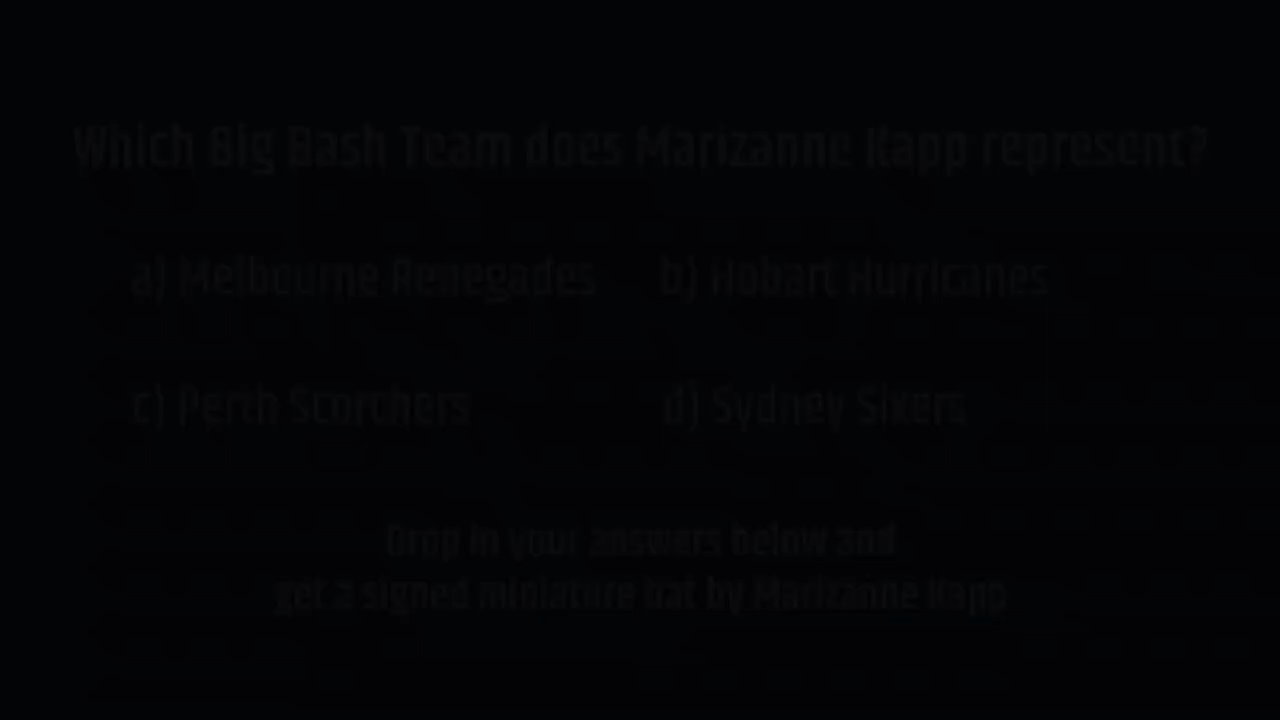 Which Big Bash Team does Marizanne Kapp represent?
a) Melbourne Renegades b) Hobart Hurricanes
c) Perth Scorchers d) Sydney Sixers
Drop in your answers below and
get a signed miniature bat by Marizanne Kapp